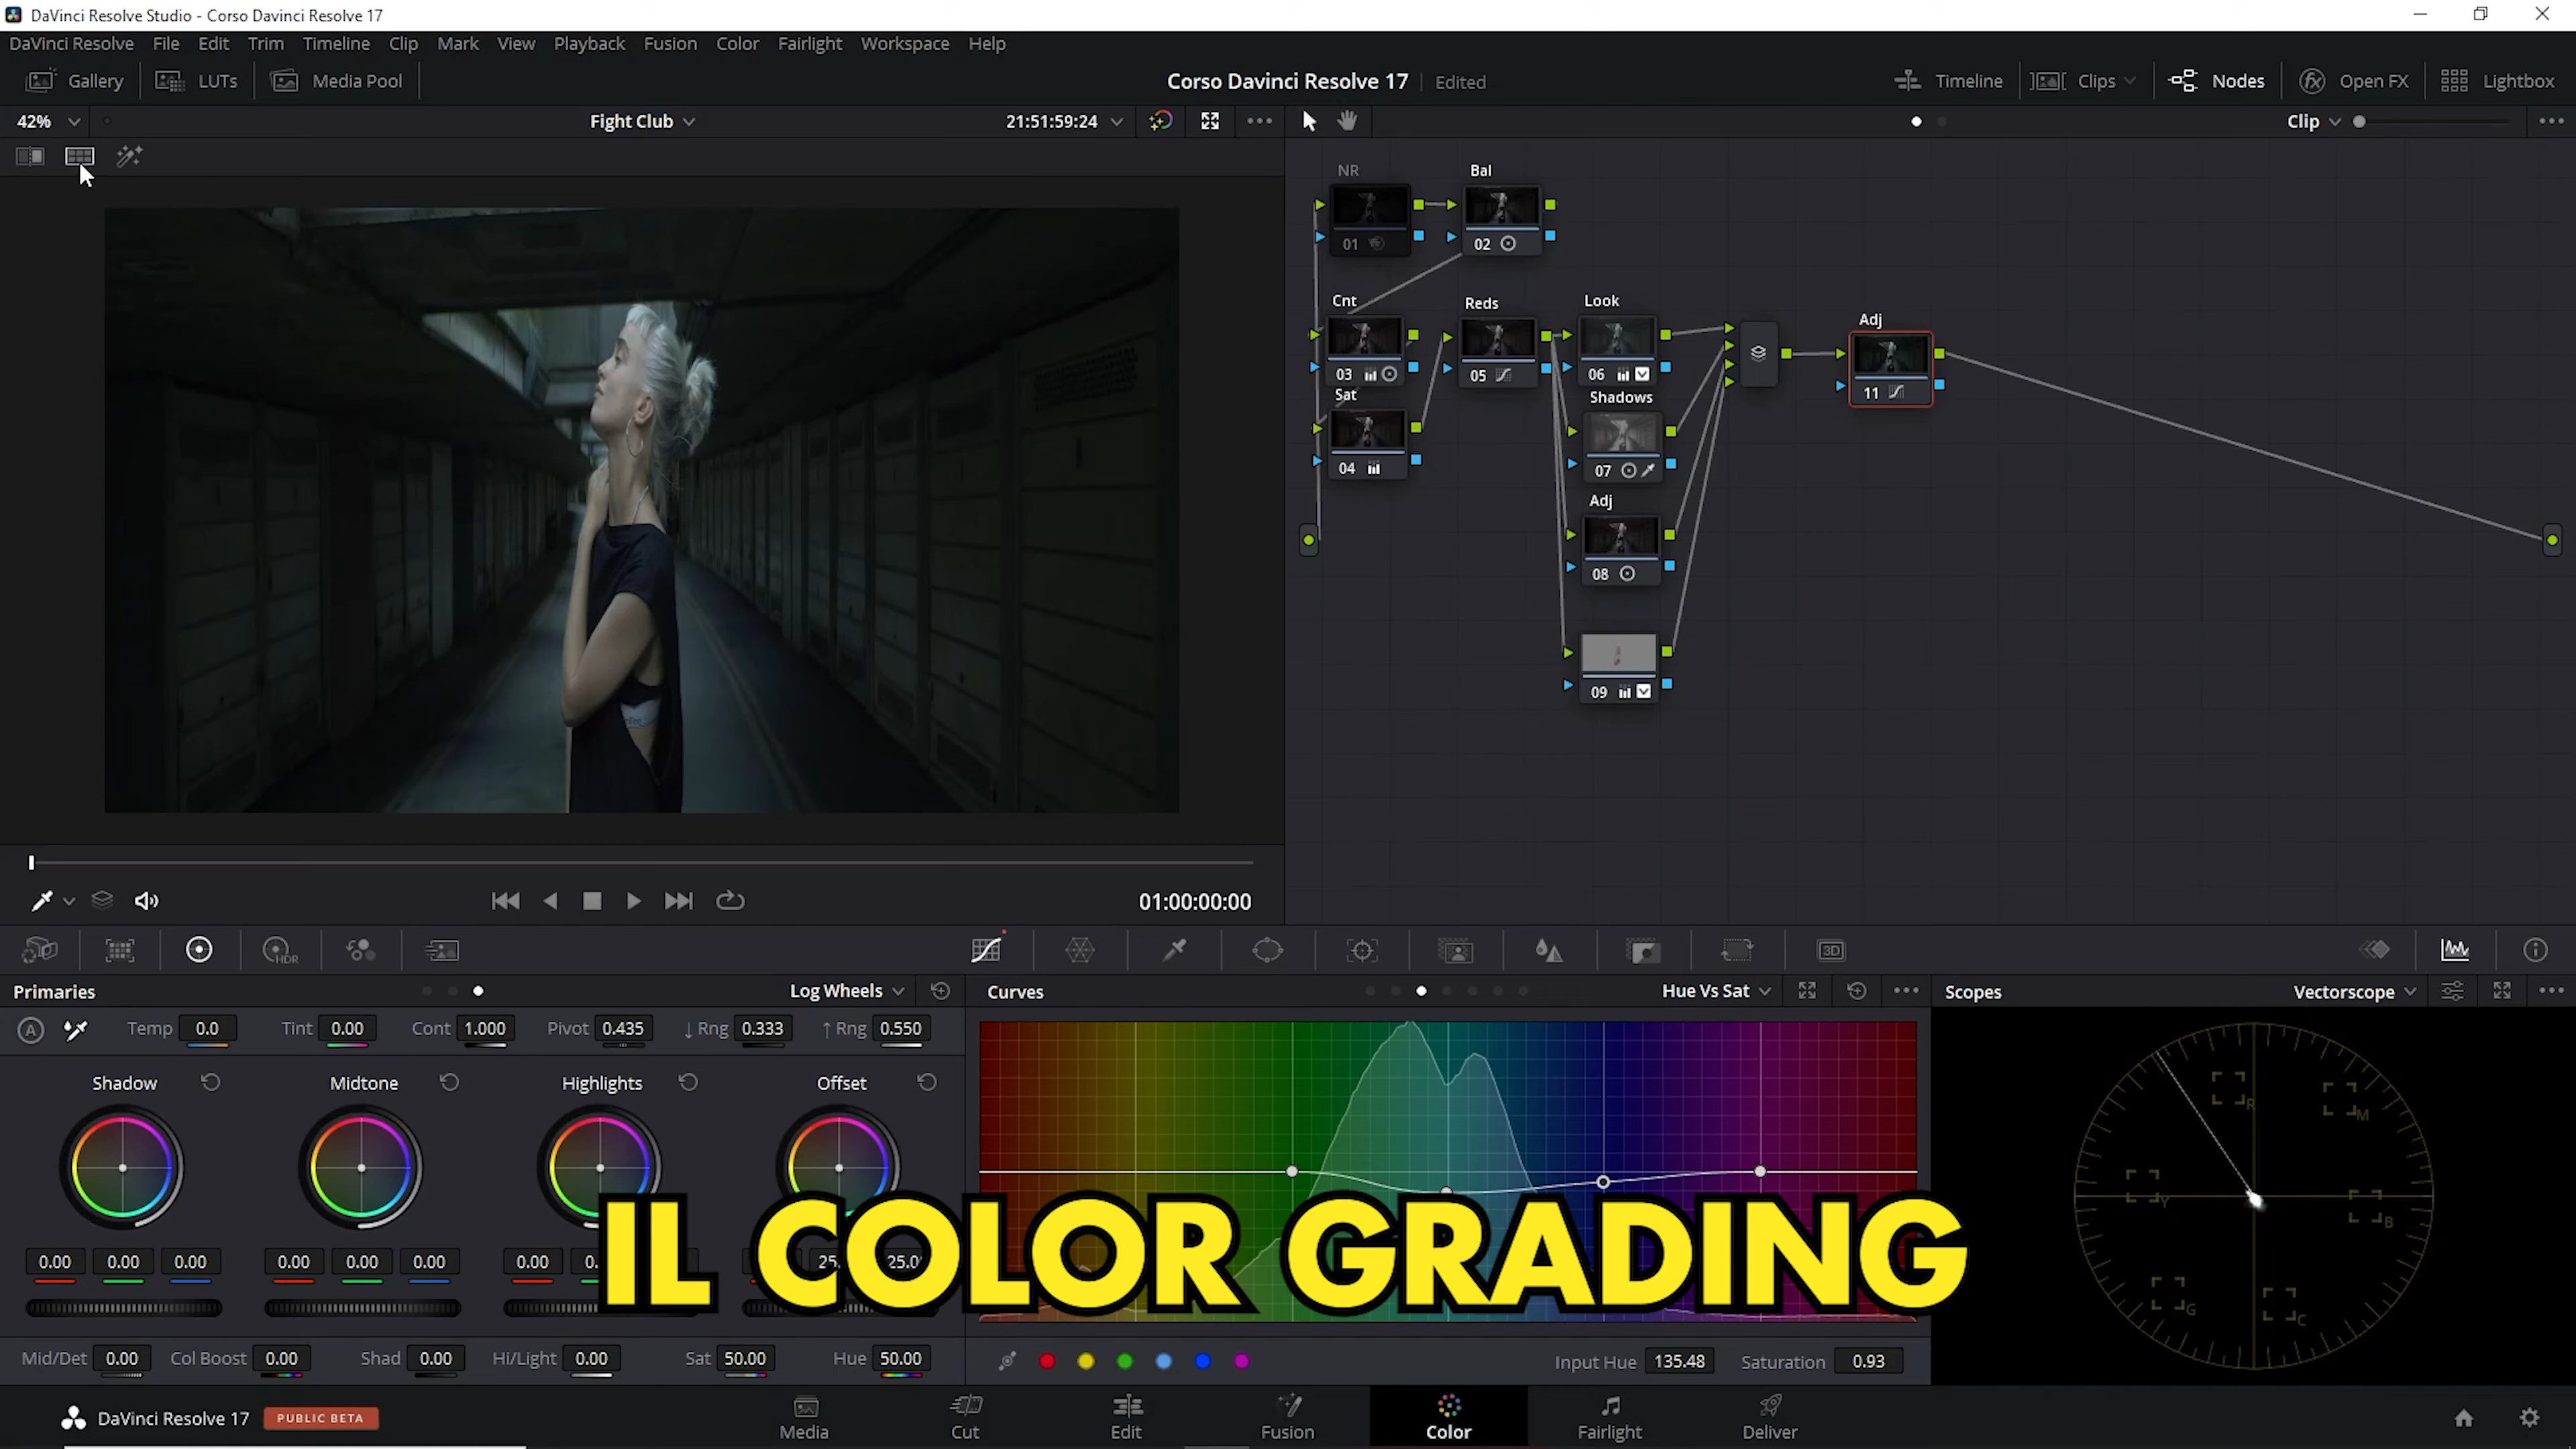 DaVinci Resolve Studio - Corso Davinci Resolve 17
DaVinci Resolve File Edit Trim Timeline Clip Mark View Playback Fusion Color Fairlight Workspace Help
Gallery LUTs Media Pool Corso Davinci Resolve 17 Edited Timeline Clips Nodes Open FX Lightbox
42% Fight Club 21:51:59:24 Clip
NR Bal
01 02
Cnt Reds Look Adj
03 05 06 11
Sat Shadows
04 07
Adj
08
09
01:00:00:00
HDR 3D
Primaries Log Wheels Curves Hue Vs Sat Scopes Vectorscope
A Temp 0.0 Tint 0.00 Cont 1.000 Pivot 0.435 ↓ Rng 0.333 ↑ Rng 0.550
Shadow Midtone Highlights Offset
R M
Y B
G C
0.00 0.00 0.00 0.00 0.00 0.00 0.00
IL COLOR GRADING
Mid/Det 0.00 Col Boost 0.00 Shad 0.00 Hi/Light 0.00 Sat 50.00 Hue 50.00 Input Hue 135.48 Saturation 0.93
DaVinci Resolve 17 PUBLIC BETA Media Cut Edit Fusion Color Fairlight Deliver